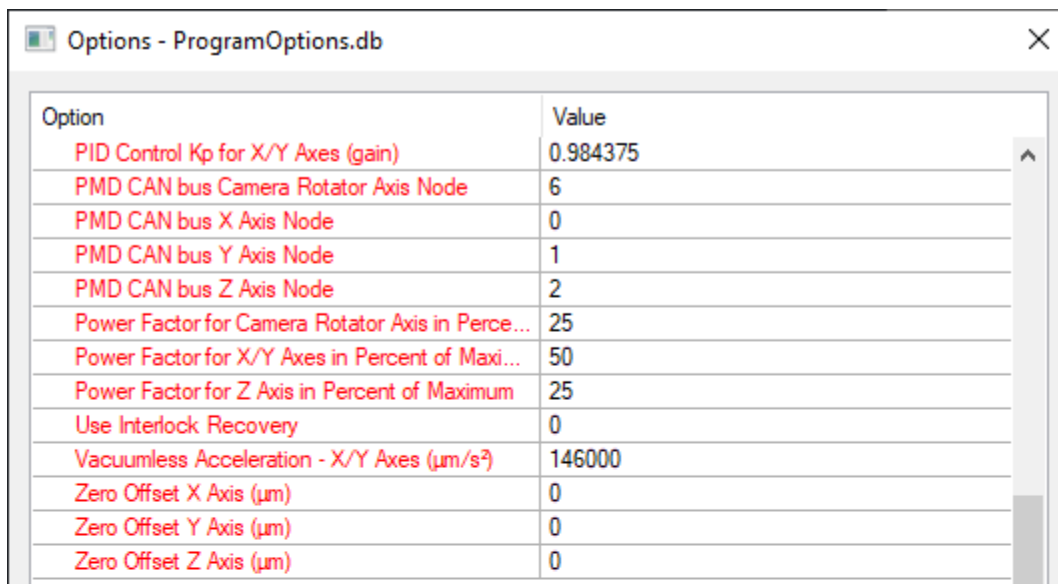 Options - ProgramOptions.db
Option Value
PID Control Kp for X/Y Axes (gain) 0.984375
PMD CAN bus Camera Rotator Axis Node 6
PMD CAN bus X Axis Node 0
PMD CAN bus Y Axis Node 1
PMD CAN bus Z Axis Node 2
Power Factor for Camera Rotator Axis in Perce... 25
Power Factor for X/Y Axes in Percent of Maxi... 50
Power Factor for Z Axis in Percent of Maximum 25
Use Interlock Recovery 0
Vacuumless Acceleration - X/Y Axes (µm/s²) 146000
Zero Offset X Axis (µm) 0
Zero Offset Y Axis (µm) 0
Zero Offset Z Axis (µm) 0